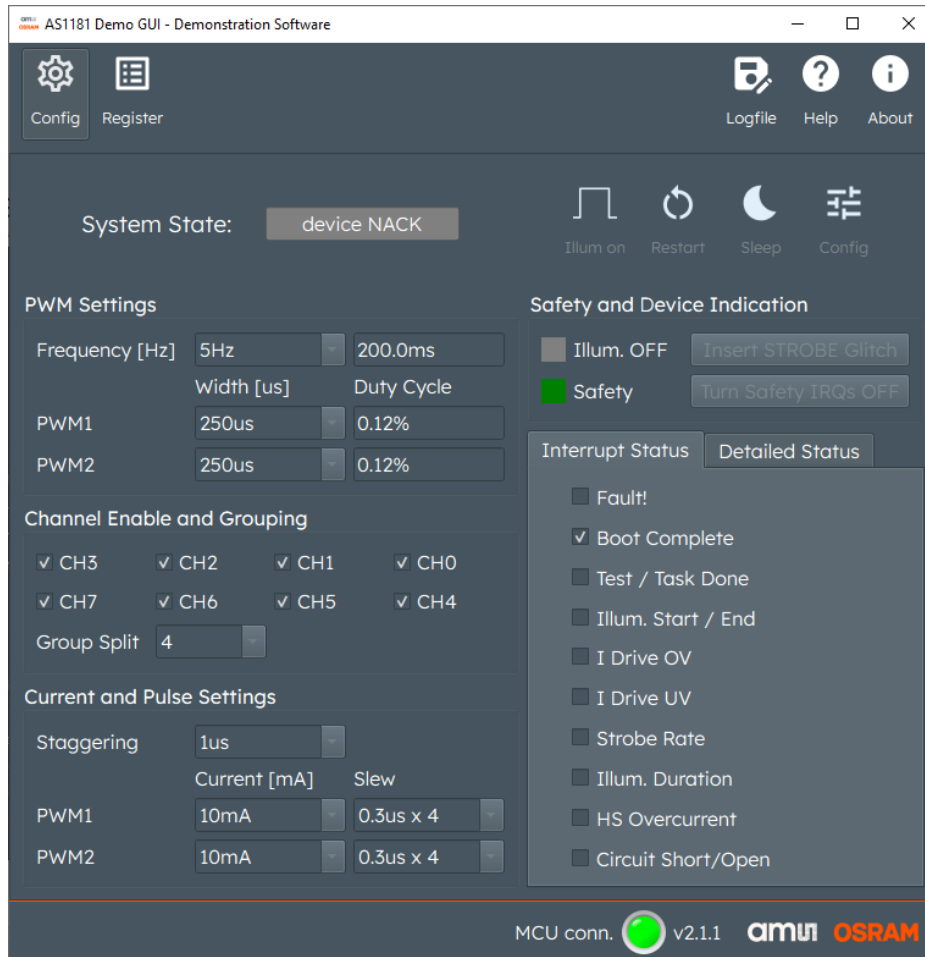 am OSRAM AS1181 Demo GUI - Demonstration Software
Config Register Logfile Help About
System State: device NACK
Illum on Restart Sleep Config
PWM Settings
Frequency [Hz] 5Hz 200.0ms
Width [us] Duty Cycle
PWM1 250us 0.12%
PWM2 250us 0.12%
Channel Enable and Grouping
CH3 CH2 CH1 CH0
CH7 CH6 CH5 CH4
Group Split 4
Current and Pulse Settings
Staggering 1us
Current [mA] Slew
PWM1 10mA 0.3us x 4
PWM2 10mA 0.3us x 4
Safety and Device Indication
Illum. OFF Insert STROBE Glitch
Safety Turn Safety IRQs OFF
Interrupt Status Detailed Status
Fault!
Boot Complete
Test / Task Done
Illum. Start / End
I Drive OV
I Drive UV
Strobe Rate
Illum. Duration
HS Overcurrent
Circuit Short/Open
MCU conn. v2.1.1 amu OSRAM